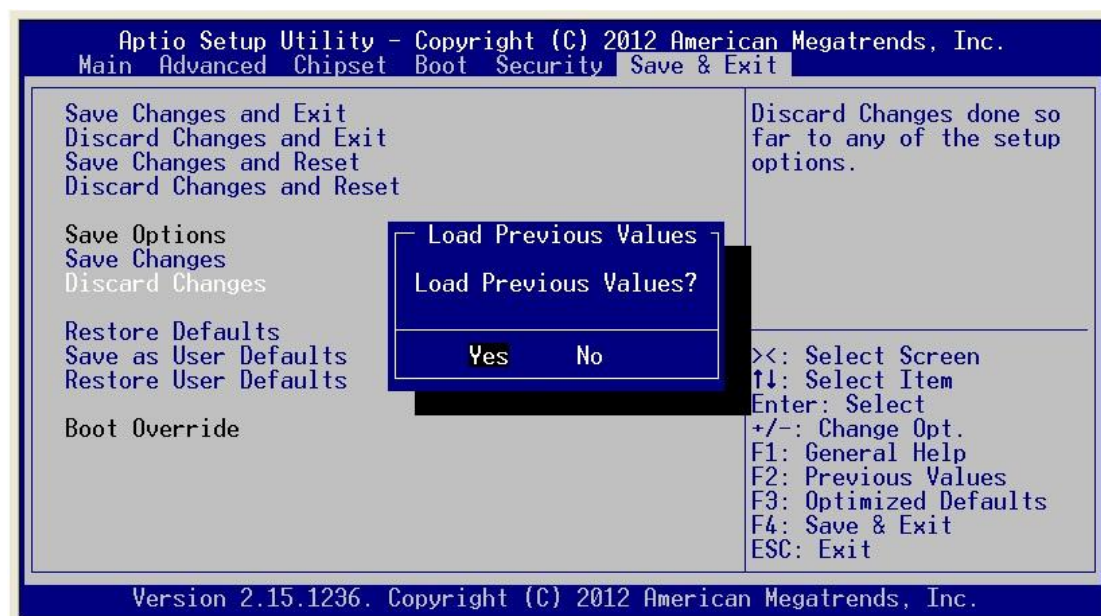 Aptio Setup Utility – Copyright (C) 2012 American Megatrends, Inc.
Main Advanced Chipset Boot Security Save & Exit
Save Changes and Exit
Discard Changes and Exit
Save Changes and Reset
Discard Changes and Reset
Save Options
Save Changes
Discard Changes
Restore Defaults
Save as User Defaults
Restore User Defaults
Boot Override
Load Previous Values
Load Previous Values?
Yes No
Discard Changes done so
far to any of the setup
options.
><: Select Screen
↑↓: Select Item
Enter: Select
+/-: Change Opt.
F1: General Help
F2: Previous Values
F3: Optimized Defaults
F4: Save & Exit
ESC: Exit
Version 2.15.1236. Copyright (C) 2012 American Megatrends, Inc.